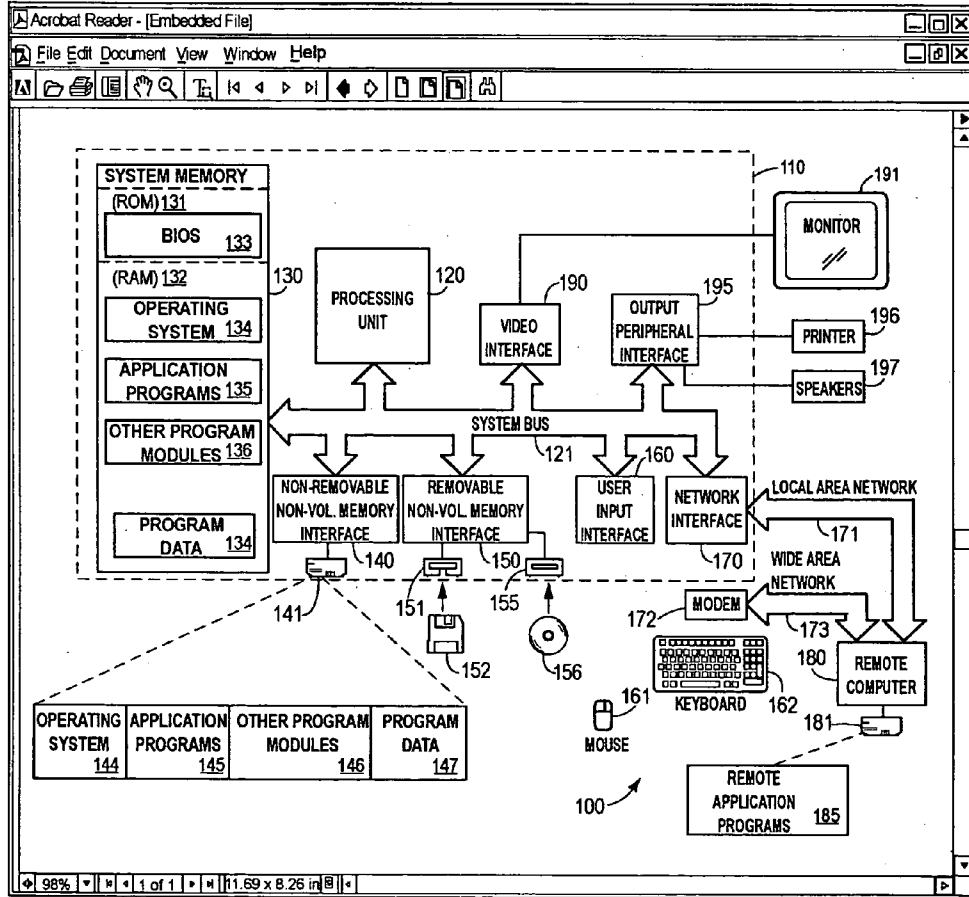 Acrobat Reader - [Embedded File]
File Edit Document View Window Help
SYSTEM MEMORY
(ROM) 131
BIOS 133
(RAM) 132
OPERATING
SYSTEM 134
APPLICATION
PROGRAMS 135
OTHER PROGRAM
MODULES 136
PROGRAM
DATA 134
130
PROCESSING
UNIT
120
VIDEO
INTERFACE
190
OUTPUT
PERIPHERAL
INTERFACE
195
110
MONITOR
191
PRINTER
196
SPEAKERS
197
SYSTEM BUS
121
NON-REMOVABLE
NON-VOL. MEMORY
INTERFACE
140
REMOVABLE
NON-VOL. MEMORY
INTERFACE
150
USER
INPUT
INTERFACE
160
NETWORK
INTERFACE
170
LOCAL AREA NETWORK
171
WIDE AREA
NETWORK
173
MODEM
172
141
151
152
155
156
KEYBOARD
162
161
MOUSE
REMOTE
COMPUTER
180
181
OPERATING
SYSTEM
144
APPLICATION
PROGRAMS
145
OTHER PROGRAM
MODULES
146
PROGRAM
DATA
147
100
REMOTE
APPLICATION
PROGRAMS 185
98%
1 of 1
11.69 x 8.26 in